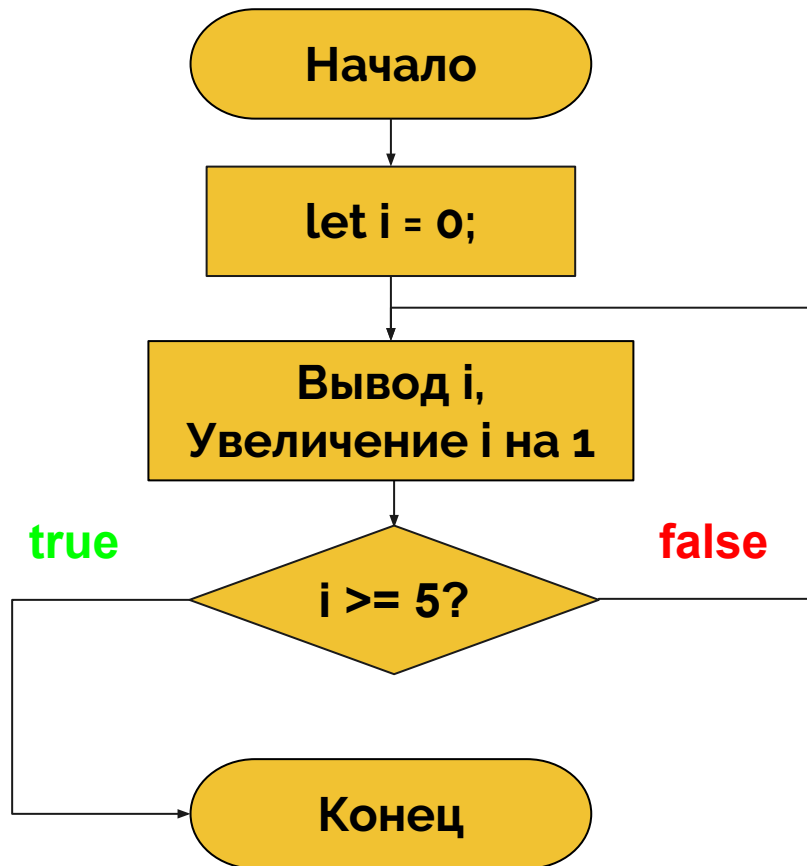 Начало
let i = 0;
Вывод i,
Увеличение i на 1
true
false
i >= 5?
Конец